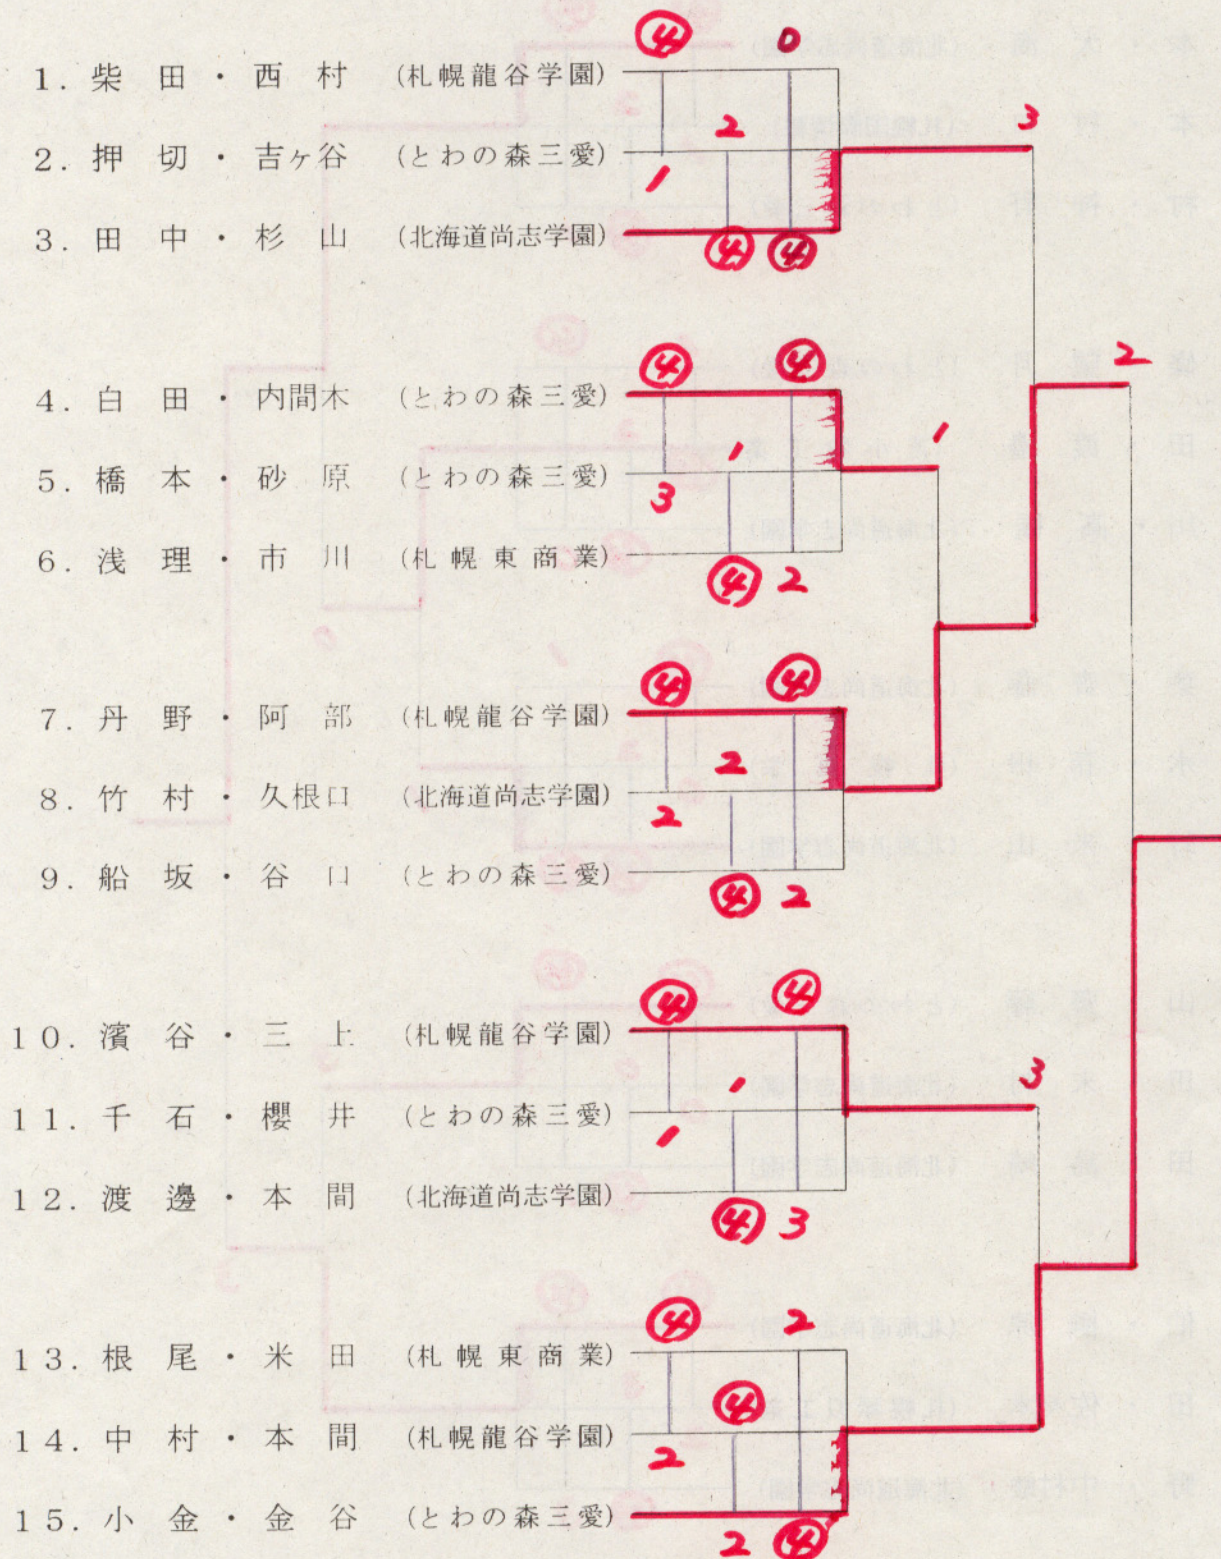 ④ 0
1. 柴田・西村 (札幌龍谷学園)
2 3
2. 押切・吉ヶ谷 (とわの森三愛)
1
3. 田中・杉山 (北海道尚志学園)
④ ④
2
④ ④
4. 白田・内間木 (とわの森三愛)
1 1
5. 橋本・砂原 (とわの森三愛)
3
6. 浅理・市川 (札幌東商業)
④ 2
④ ④
7. 丹野・阿部 (札幌龍谷学園)
2
8. 竹村・久根口 (北海道尚志学園)
2
9. 船坂・谷口 (とわの森三愛)
④ 2
④ ④
10. 濱谷・三上 (札幌龍谷学園)
1 3
11. 千石・櫻井 (とわの森三愛)
1
12. 渡邊・本間 (北海道尚志学園)
④ 3
④ 2
13. 根尾・米田 (札幌東商業)
④
14. 中村・本間 (札幌龍谷学園)
2
15. 小金・金谷 (とわの森三愛)
2 ④